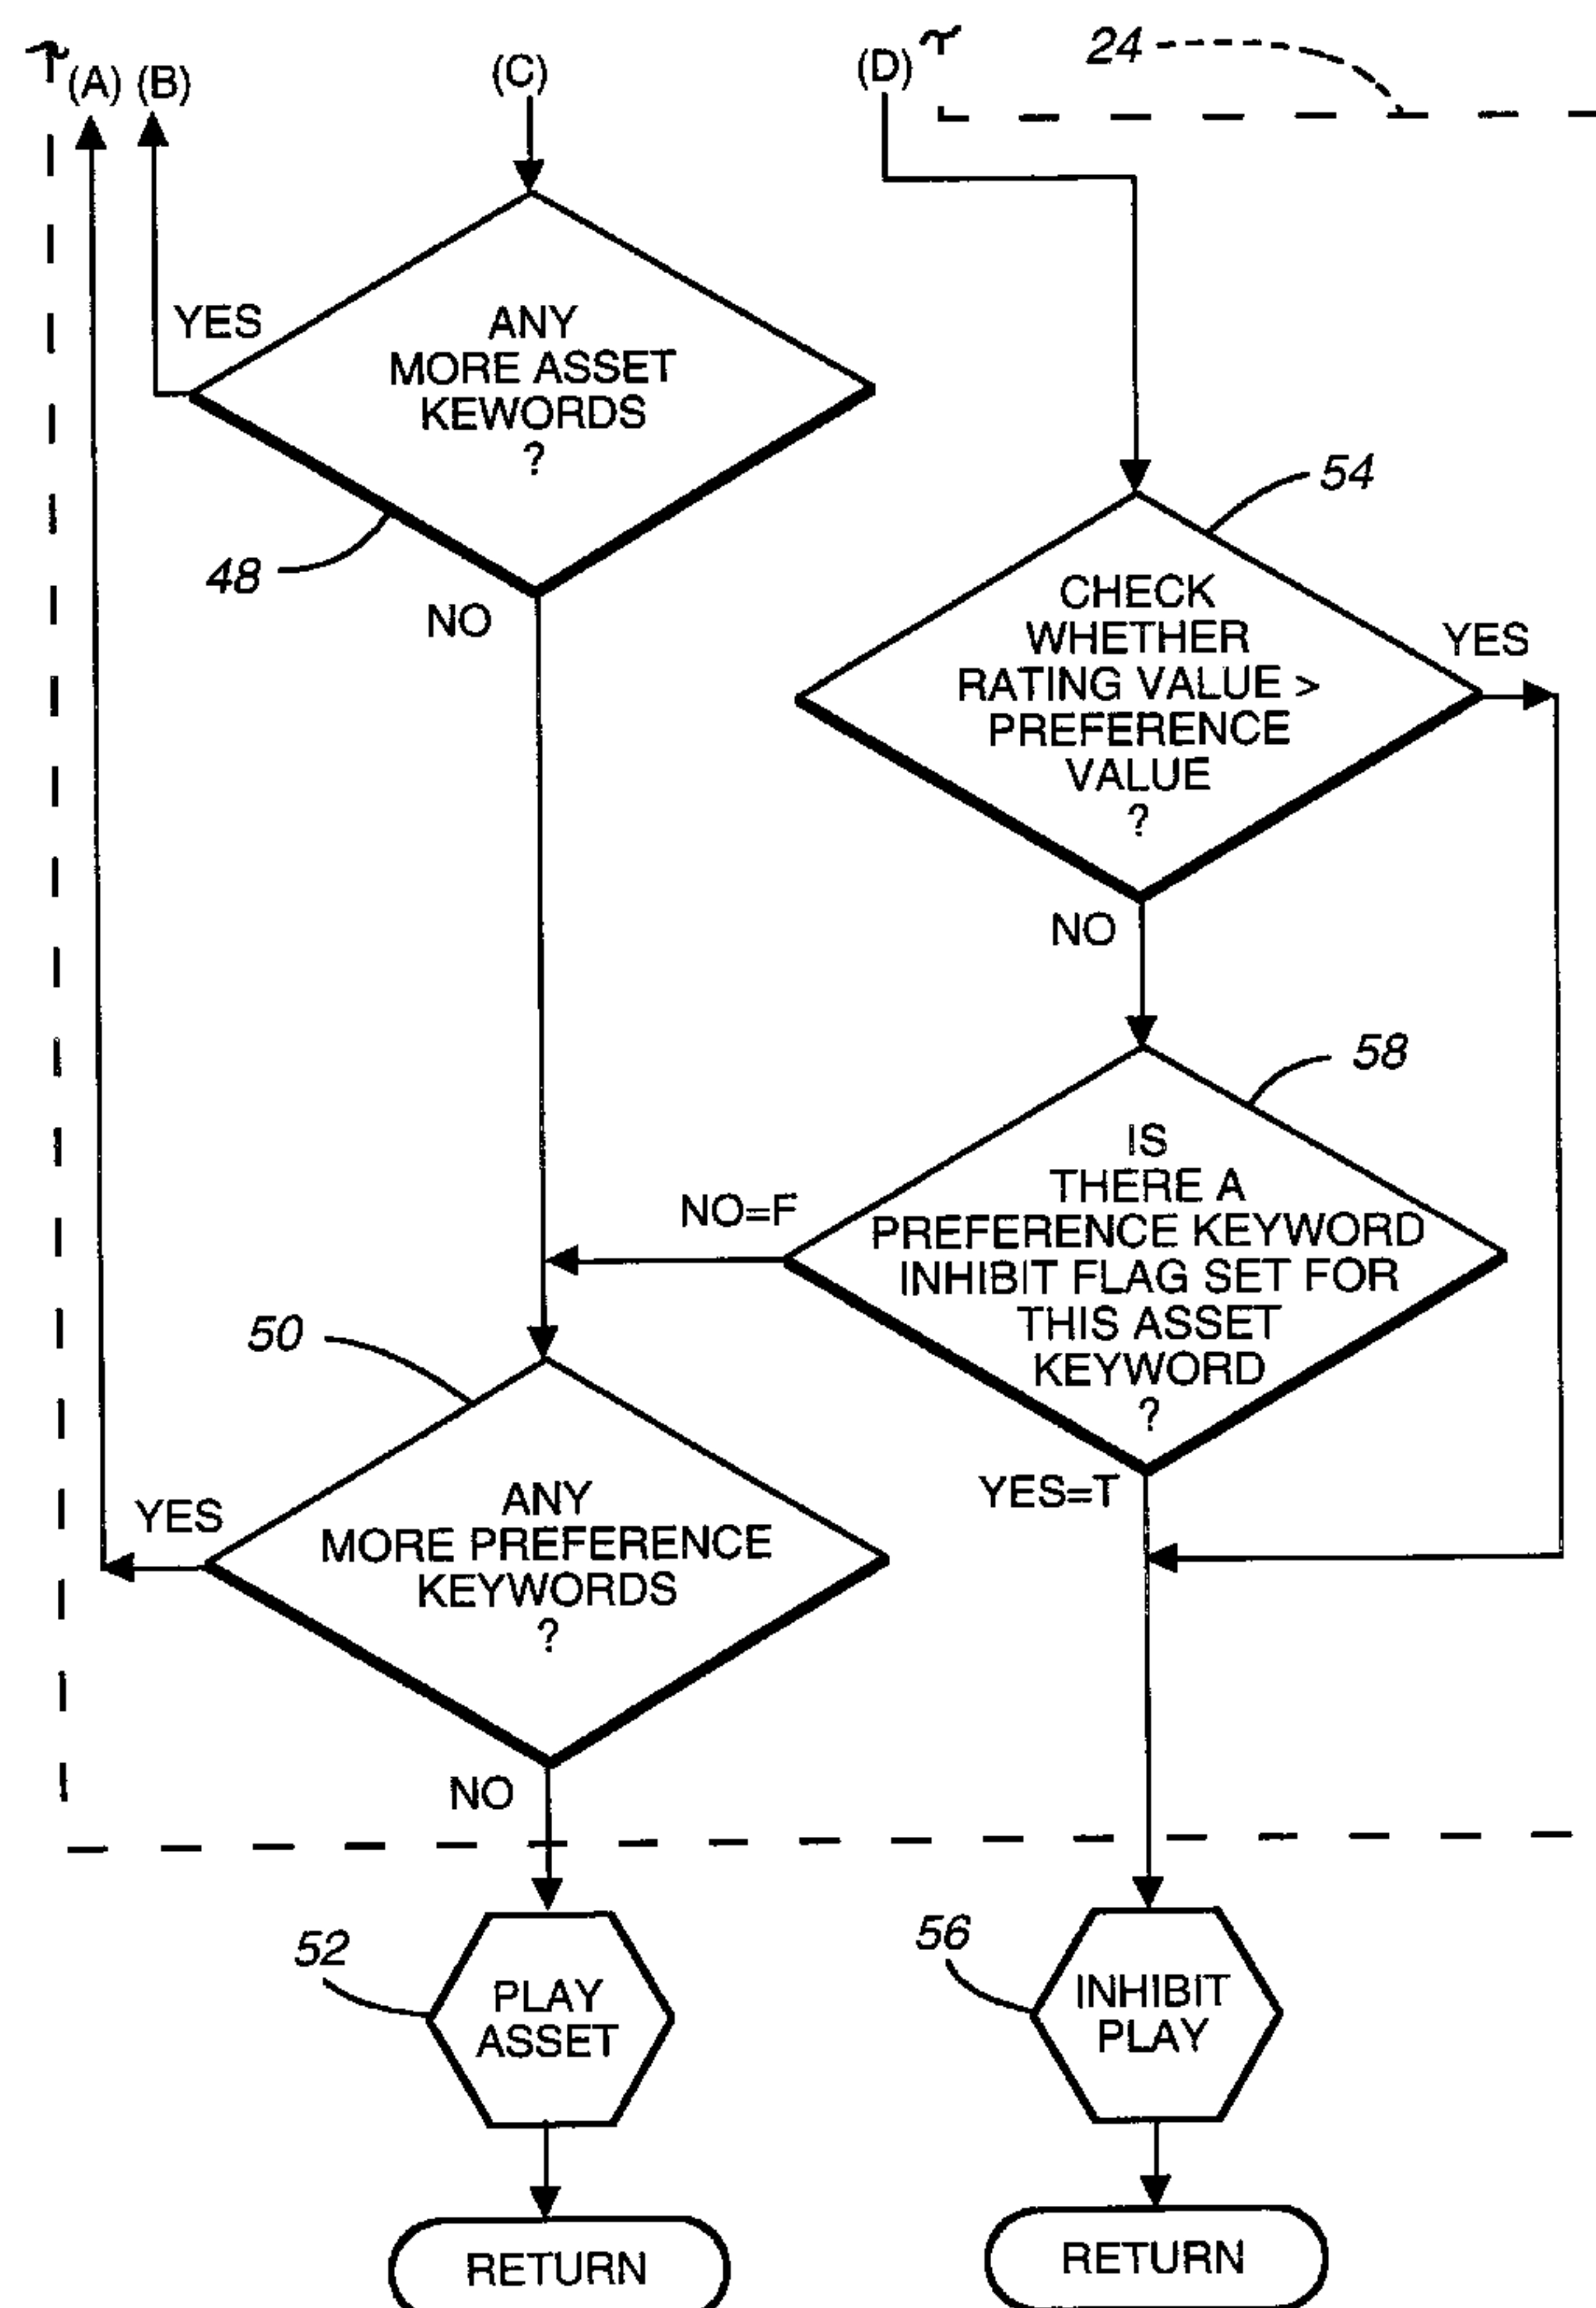 (A) (B)
(C)
(D)
24
YES
ANY
MORE ASSET
KEWORDS
?
48
NO
54
CHECK
WHETHER
RATING VALUE >
PREFERENCE
VALUE
?
YES
NO
58
IS
THERE A
PREFERENCE KEYWORD
INHIBIT FLAG SET FOR
THIS ASSET
KEYWORD
?
NO=F
YES=T
50
ANY
MORE PREFERENCE
KEYWORDS
?
YES
NO
52
PLAY
ASSET
56
INHIBIT
PLAY
RETURN
RETURN